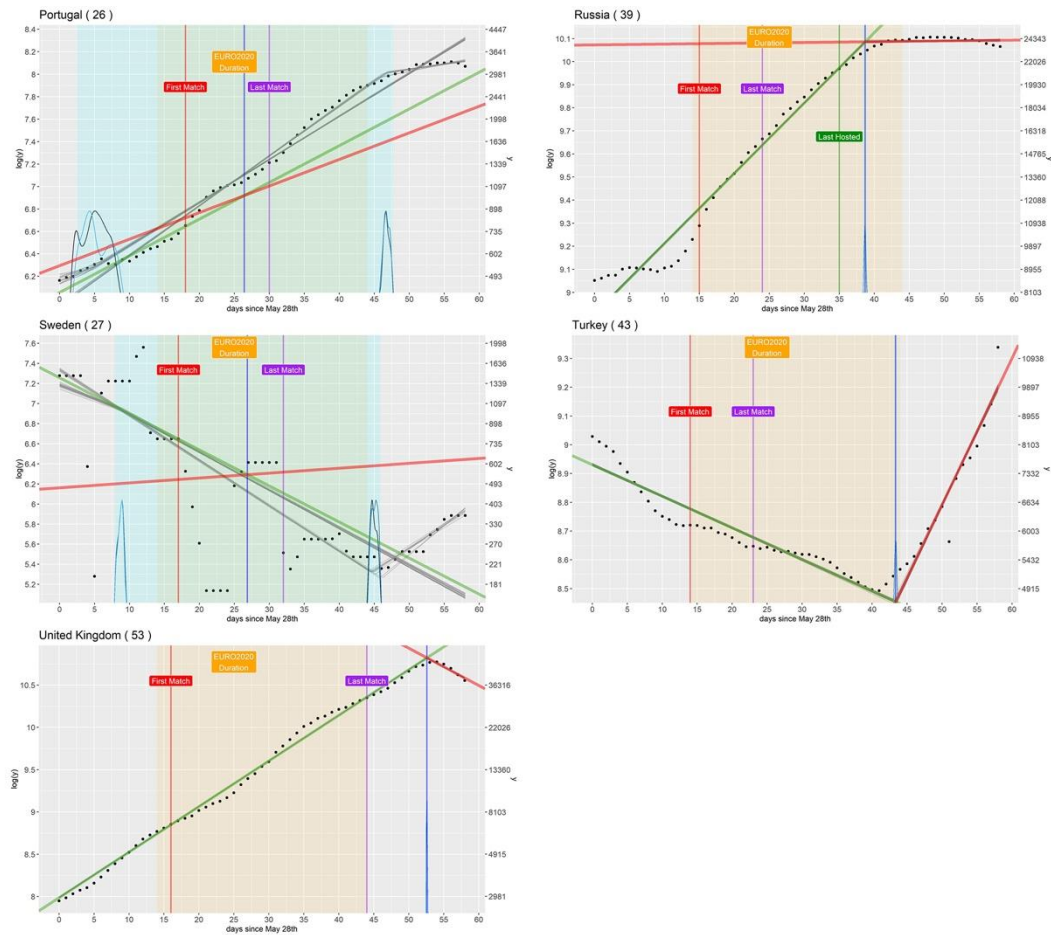 Portugal ( 26 )
8.4
8.2
8
7.8
7.6
7.4
7.2
7
6.8
6.6
6.4
6.2
log(y)
4447
3641
2981
2441
1998
1636
1339
1097
898
735
602
493
y
EURO2020
Duration
First Match
Last Match
0 5 10 15 20 25 30 35 40 45 50 55 60
days since May 28th
Russia ( 39 )
10.1
10
9.9
9.8
9.7
9.6
9.5
9.4
9.3
9.2
9.1
9
log(y)
24343
22026
19930
18034
16318
14765
13360
12088
10938
9897
8955
8103
y
EURO2020
Duration
First Match
Last Match
Last Hosted
0 5 10 15 20 25 30 35 40 45 50 55 60
days since May 28th
Sweden ( 27 )
7.6
7.4
7.2
7
6.8
6.6
6.4
6.2
6
5.8
5.6
5.4
5.2
log(y)
1998
1636
1339
1097
898
735
602
493
403
330
270
221
181
y
EURO2020
Duration
First Match
Last Match
0 5 10 15 20 25 30 35 40 45 50 55 60
days since May 28th
Turkey ( 43 )
9.3
9.2
9.1
9
8.9
8.8
8.7
8.6
8.5
log(y)
10938
9897
8955
8103
7332
6634
6003
5432
4915
y
EURO2020
Duration
First Match
Last Match
0 5 10 15 20 25 30 35 40 45 50 55 60
days since May 28th
United Kingdom ( 53 )
10.5
10
9.5
9
8.5
8
log(y)
36316
22026
13360
8103
4915
2981
y
EURO2020
Duration
First Match
Last Match
0 5 10 15 20 25 30 35 40 45 50 55 60
days since May 28th